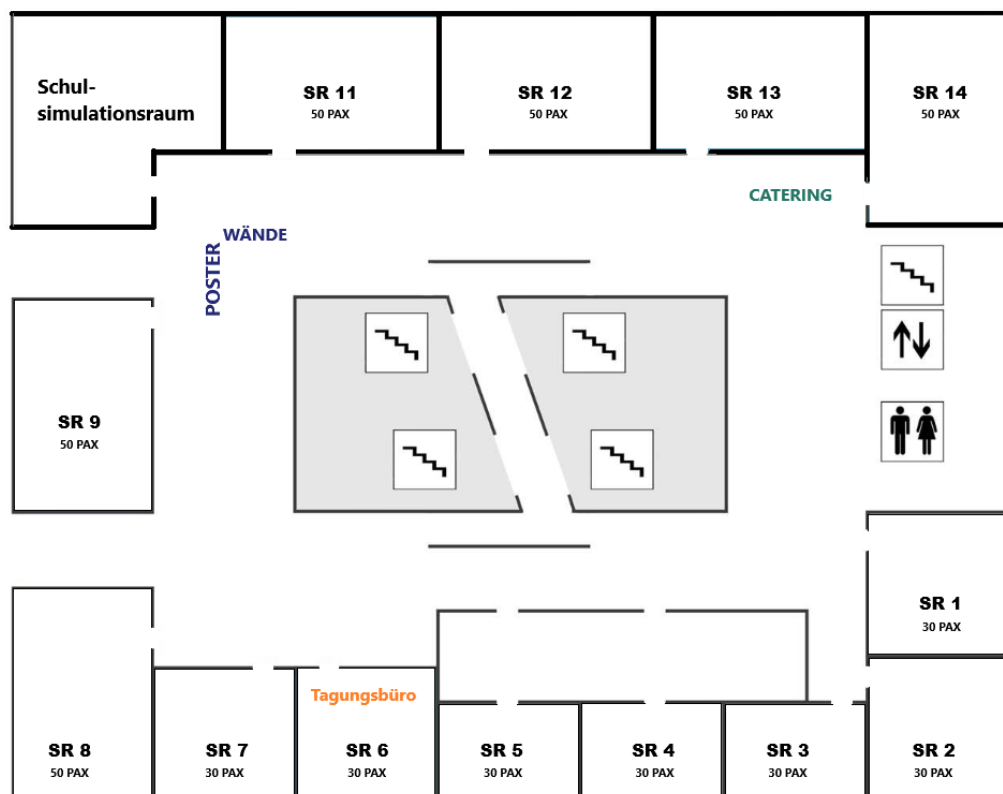 Schul-
simulationsraum
SR 11
50 PAX
SR 12
50 PAX
SR 13
50 PAX
SR 14
50 PAX
CATERING
WÄNDE
POSTER
SR 9
50 PAX
SR 1
30 PAX
Tagungsbüro
SR 8
50 PAX
SR 7
30 PAX
SR 6
30 PAX
SR 5
30 PAX
SR 4
30 PAX
SR 3
30 PAX
SR 2
30 PAX